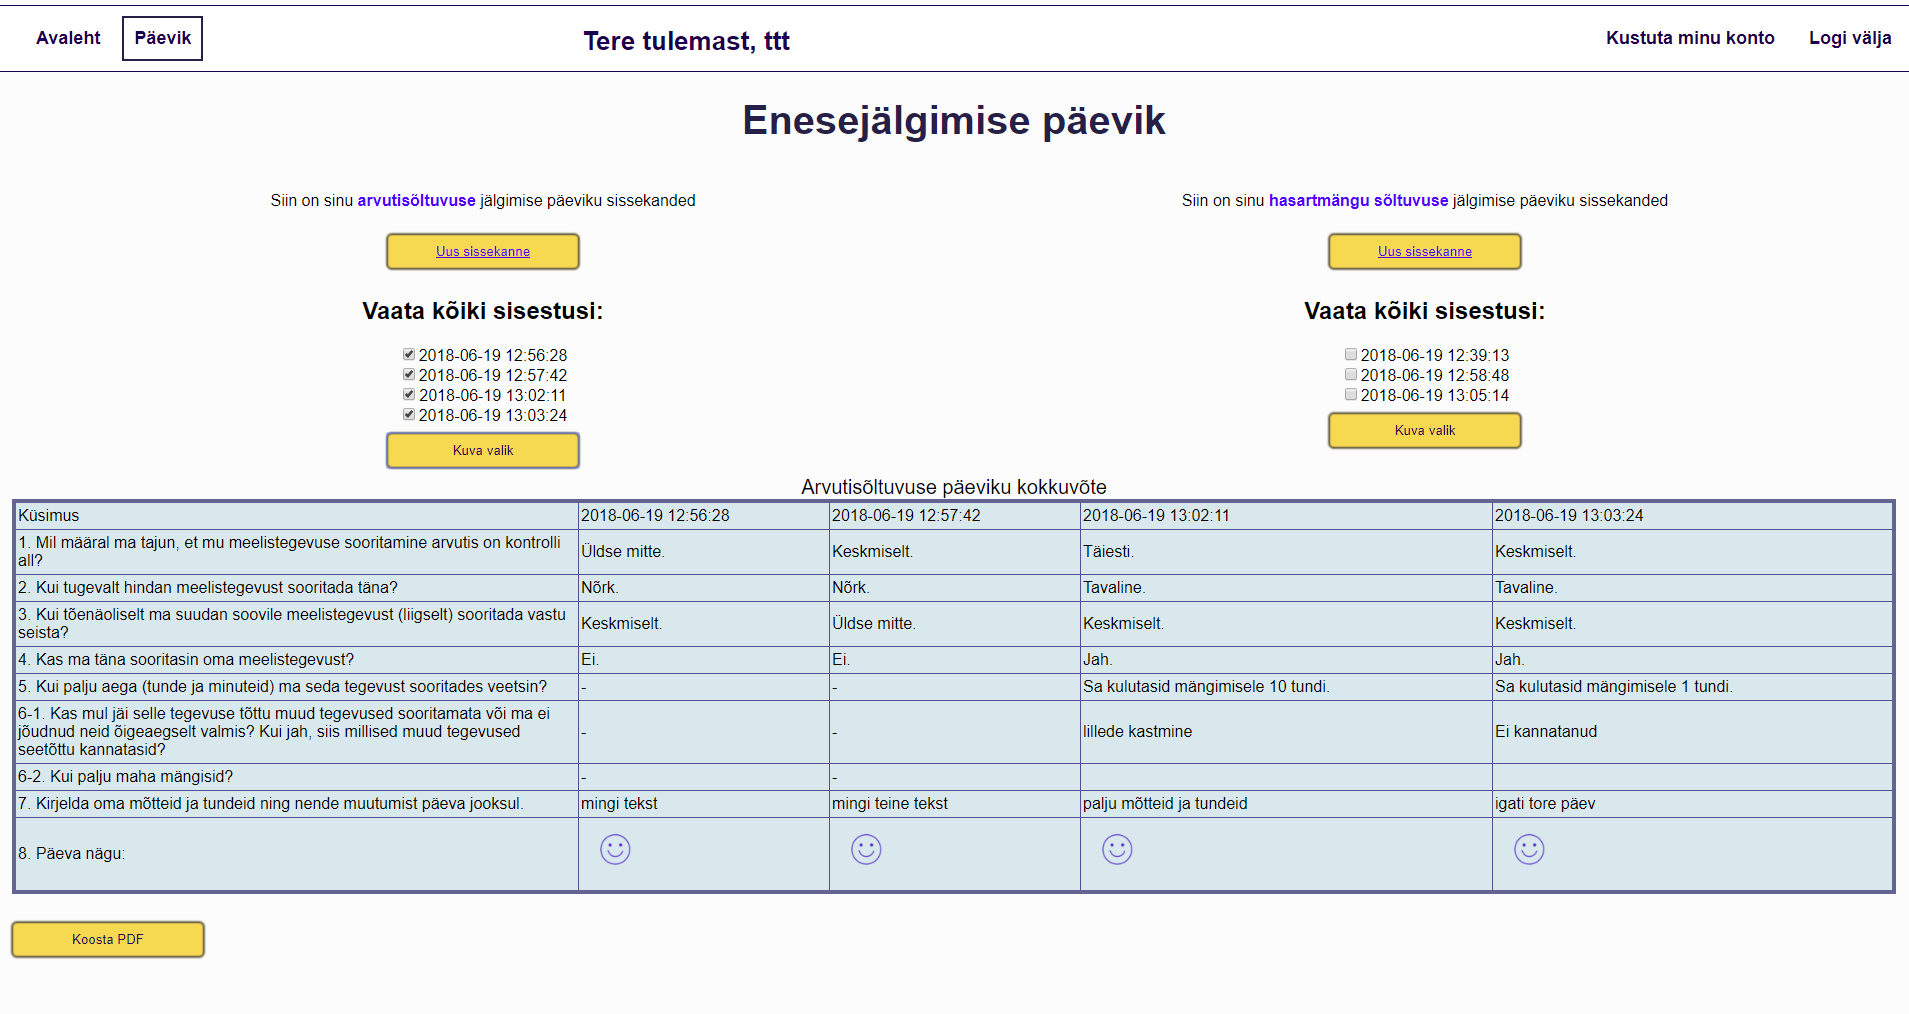 Avaleht Päevik Tere tulemast, ttt Kustuta minu konto Logi välja
Enesejälgimise päevik
Siin on sinu arvutisõltuvuse jälgimise päeviku sissekanded
Uus sissekanne
Vaata kõiki sisestusi:
2018-06-19 12:56:28
2018-06-19 12:57:42
2018-06-19 13:02:11
2018-06-19 13:03:24
Kuva valik
Siin on sinu hasartmängu sõltuvuse jälgimise päeviku sissekanded
Uus sissekanne
Vaata kõiki sisestusi:
2018-06-19 12:39:13
2018-06-19 12:58:48
2018-06-19 13:05:14
Kuva valik
Arvutisõltuvuse päeviku kokkuvõte
Küsimus 2018-06-19 12:56:28 2018-06-19 12:57:42 2018-06-19 13:02:11 2018-06-19 13:03:24
1. Mil määral ma tajun, et mu meelistegevuse sooritamine arvutis on kontrolli
all?
Üldse mitte. Keskmiselt. Täiesti. Keskmiselt.
2. Kui tugevalt hindan meelistegevust sooritada täna? Nõrk. Nõrk. Tavaline. Tavaline.
3. Kui tõenäoliselt ma suudan soovile meelistegevust (liigselt) sooritada vastu
seista?
Keskmiselt. Üldse mitte. Keskmiselt. Keskmiselt.
4. Kas ma täna sooritasin oma meelistegevust? Ei. Ei. Jah. Jah.
5. Kui palju aega (tunde ja minuteid) ma seda tegevust sooritades veetsin? - - Sa kulutasid mängimisele 10 tundi. Sa kulutasid mängimisele 1 tundi.
6-1. Kas mul jäi selle tegevuse tõttu muud tegevused sooritamata või ma ei
jõudnud neid õigeaegselt valmis? Kui jah, siis millised muud tegevused
seetõttu kannatasid?
- - lillede kastmine Ei kannatanud
6-2. Kui palju maha mängisid? - -
7. Kirjelda oma mõtteid ja tundeid ning nende muutumist päeva jooksul. mingi tekst mingi teine tekst palju mõtteid ja tundeid igati tore päev
8. Päeva nägu:
Koosta PDF